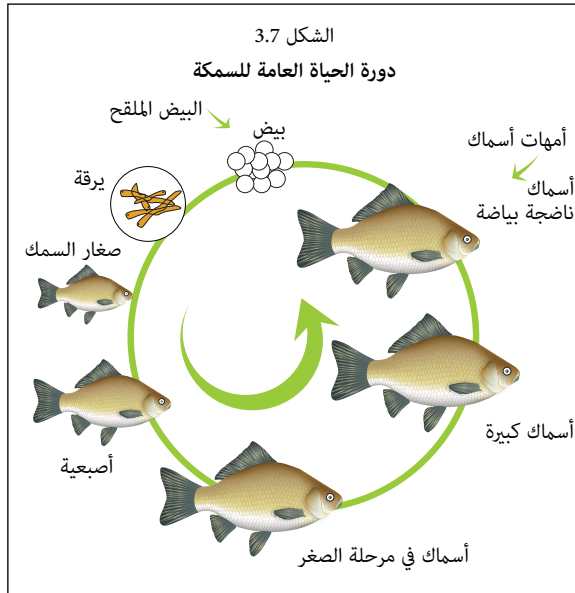 الشكل 3.7
دورة الحياة العامة للسمكة
البيض الملقح
بيض
أمهات أسماك
أسماك
ناضجة بياضة
يرقة
صغار السمك
أصبعية
أسماك كبيرة
أسماك في مرحلة الصغر